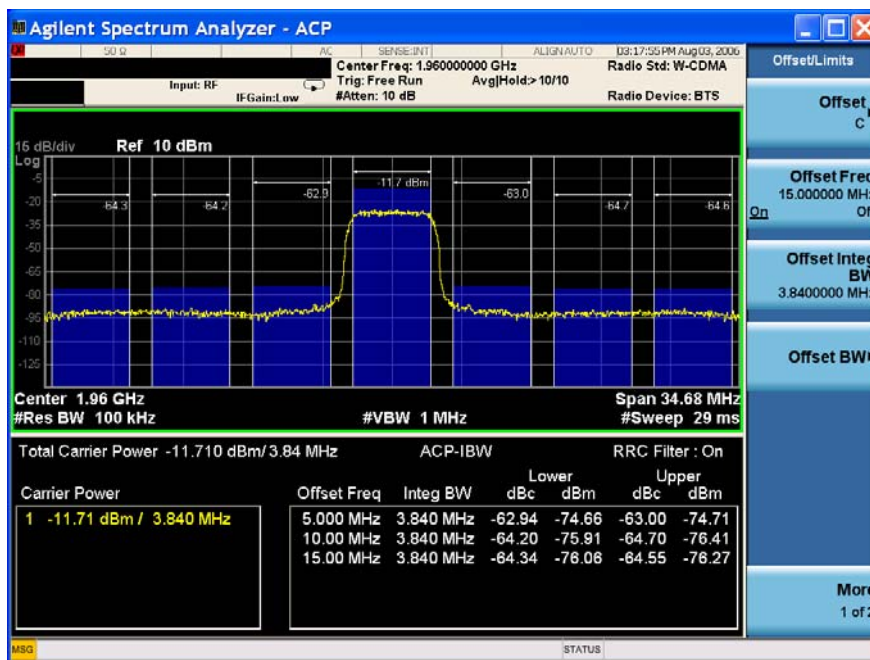 Agilent Spectrum Analyzer - ACP
50 Ω AC SENSE:INT ALIGNAUTO 03:17:55 PM Aug 03, 2006
Center Freq: 1.960000000 GHz Radio Std: W-CDMA
Input: RF Trig: Free Run Avg|Hold:> 10/10
IFGain:Low #Atten: 10 dB Radio Device: BTS
15 dB/div Ref 10 dBm
Log
-5
-20
-35
-50
-65
-80
-95
-110
-125
-64.3 -64.2 -62.9 -11.7 dBm -63.0 -64.7 -64.6
Center 1.96 GHz Span 34.68 MHz
#Res BW 100 kHz #VBW 1 MHz #Sweep 29 ms
Total Carrier Power -11.710 dBm/ 3.84 MHz ACP-IBW RRC Filter : On
Lower Upper
Carrier Power Offset Freq Integ BW dBc dBm dBc dBm
1 -11.71 dBm / 3.840 MHz
5.000 MHz 3.840 MHz -62.94 -74.66 -63.00 -74.71
10.00 MHz 3.840 MHz -64.20 -75.91 -64.70 -76.41
15.00 MHz 3.840 MHz -64.34 -76.06 -64.55 -76.27
MSG STATUS
Offset/Limits
Offset
C
Offset Freq
15.000000 MH
On Of
Offset Integ
BW
3.8400000 MH
Offset BW
More
1 of 2